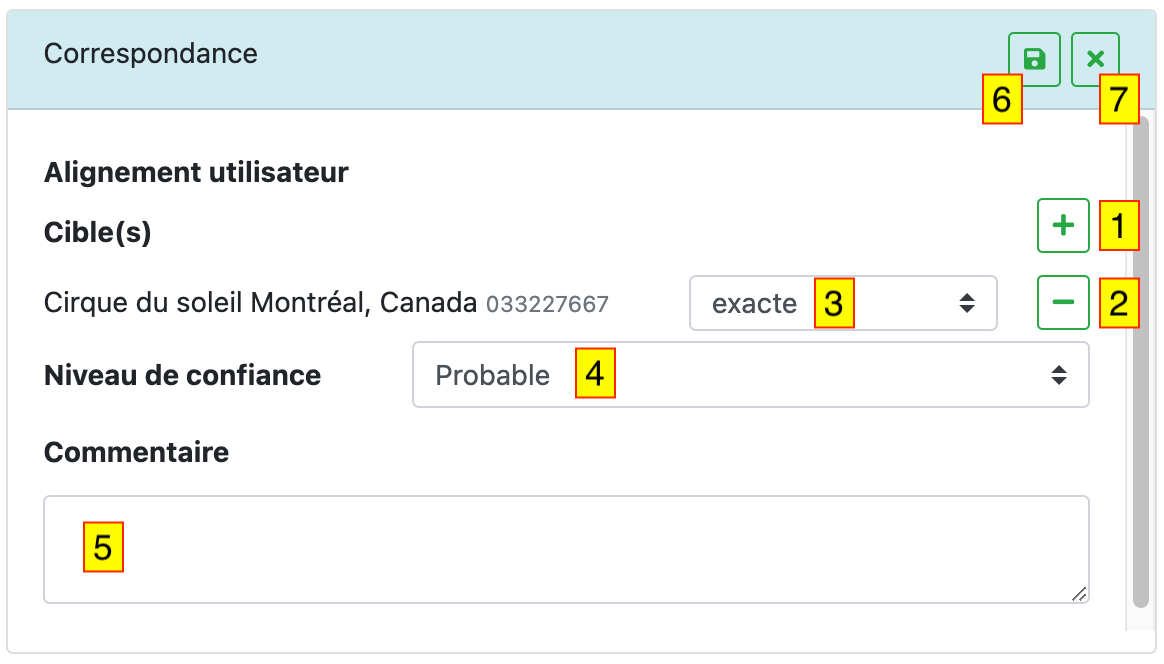 Correspondance
6
7
Alignement utilisateur
Cible(s)
1
Cirque du soleil Montréal, Canada 033227667 exacte 3
2
Niveau de confiance Probable 4
Commentaire
5